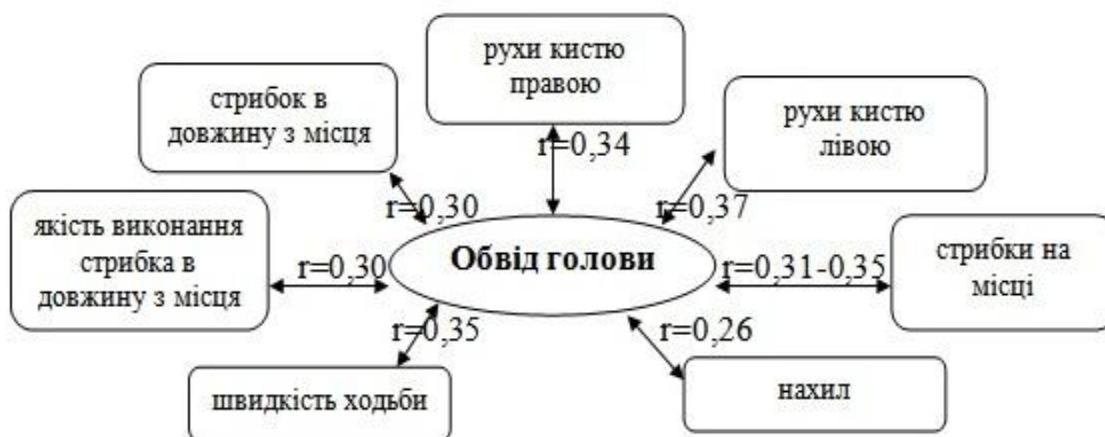 рухи кистю
правою
стрибок в
довжину з місця
рухи кистю
лівою
r=0,34
r=0,30
r=0,37
якість виконання
стрибка в
довжину з місця
r=0,30
Обвід голови
r=0,31-0,35
стрибки на
місці
r=0,35
r=0,26
швидкість ходьби
нахил